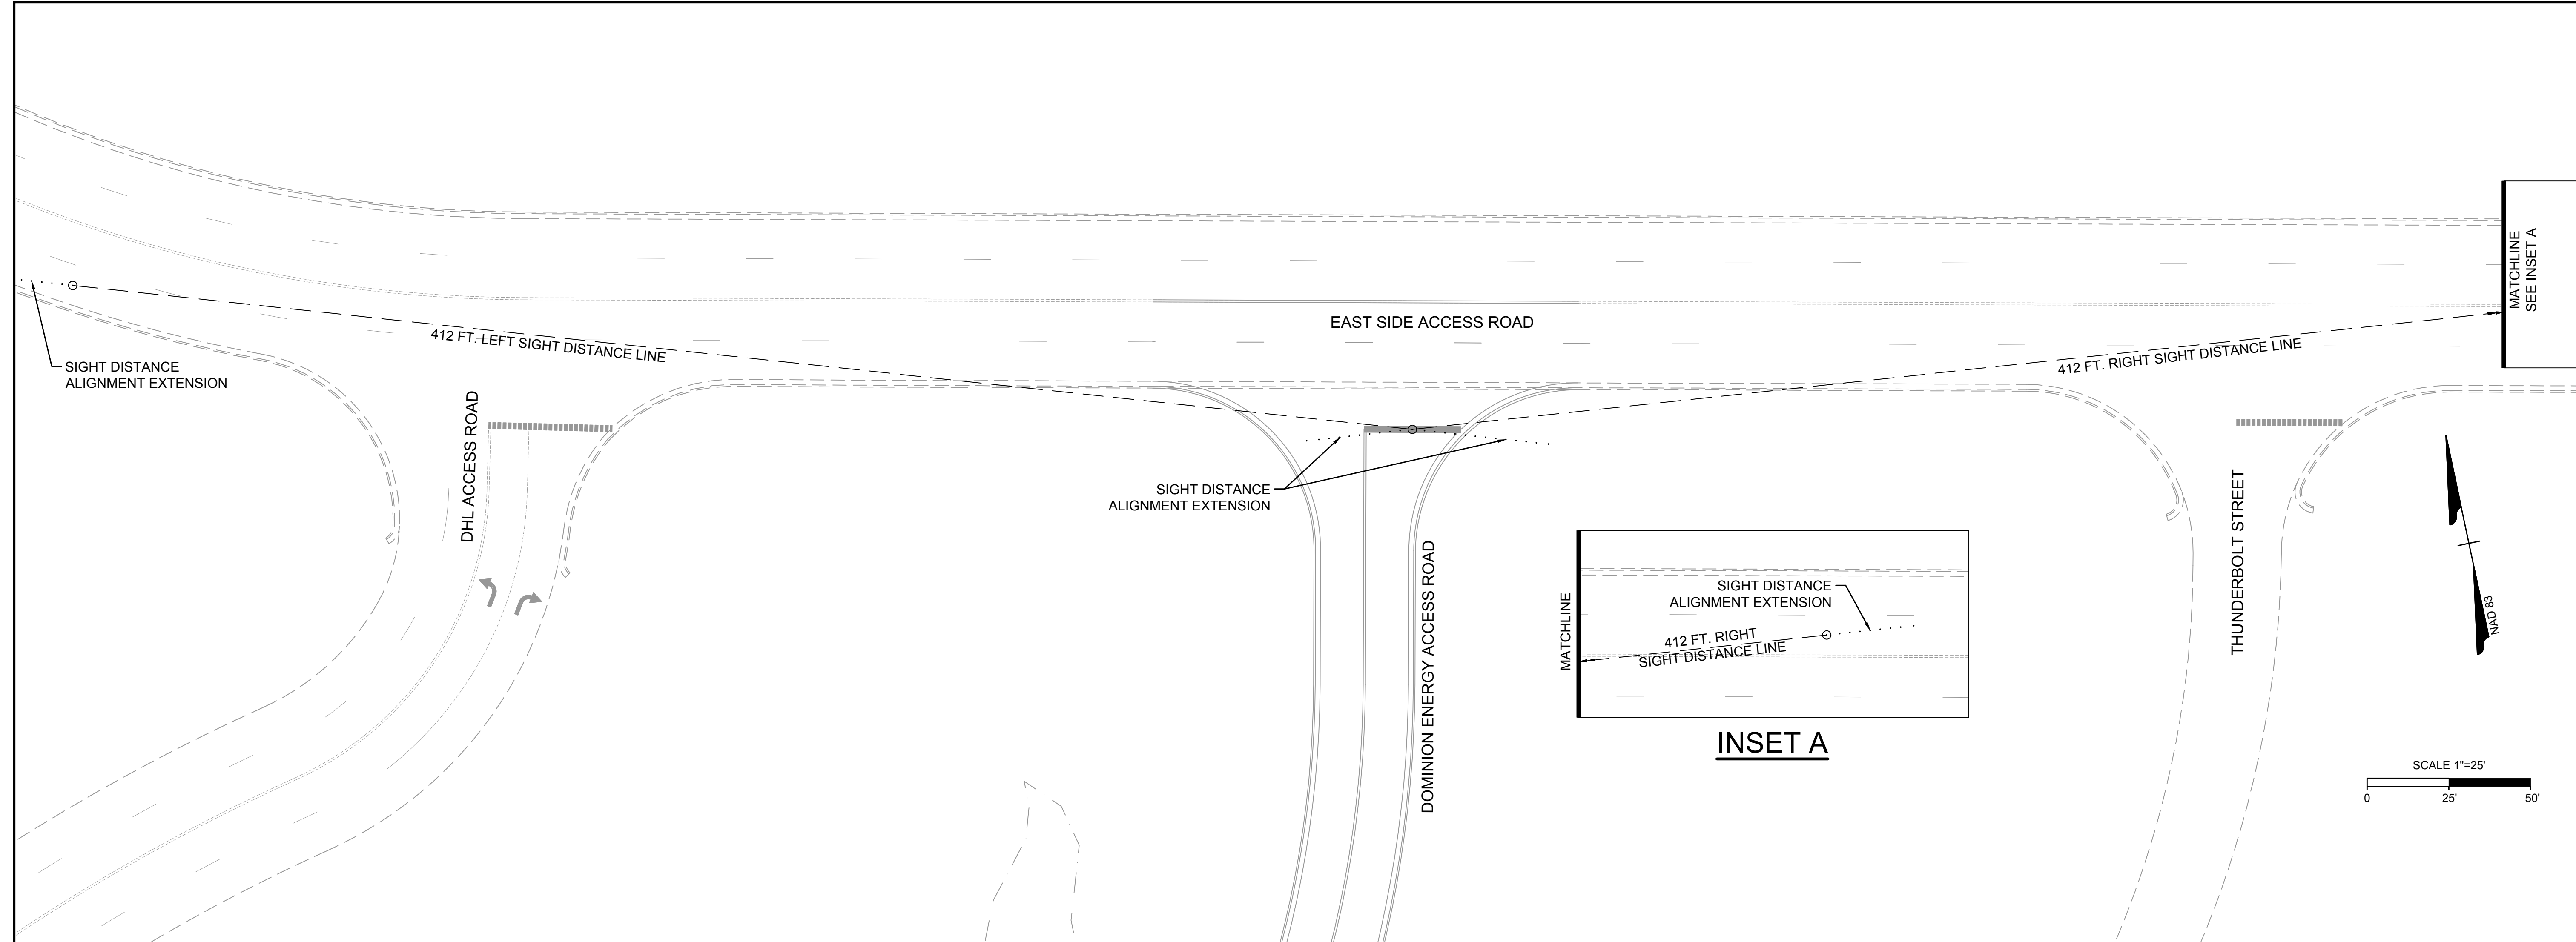 MATCHLINE
SEE INSET A
EAST SIDE ACCESS ROAD
412 FT. LEFT SIGHT DISTANCE LINE
412 FT. RIGHT SIGHT DISTANCE LINE
SIGHT DISTANCE
ALIGNMENT EXTENSION
DHL ACCESS ROAD
SIGHT DISTANCE
ALIGNMENT EXTENSION
DOMINION ENERGY ACCESS ROAD
MATCHLINE
SIGHT DISTANCE
ALIGNMENT EXTENSION
412 FT. RIGHT
SIGHT DISTANCE LINE
INSET A
THUNDERBOLT STREET
NAD 83
SCALE 1"=25'
0 25' 50'